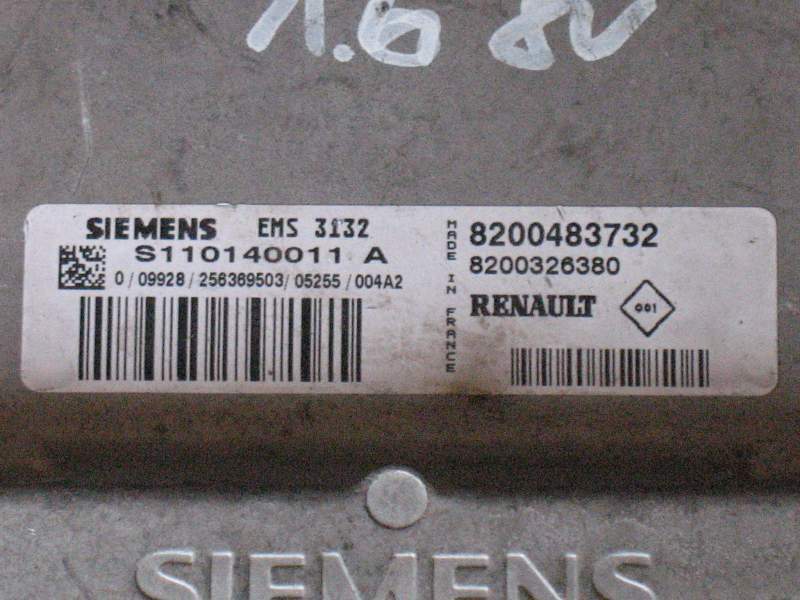 1.6 8V
SIEMENS EMS 3132
S110140011 A
0 / 09928 / 256369503 / 05255 / 004A2
MADE IN FRANCE
8200483732
8200326380
RENAULT 001
SIEMENS